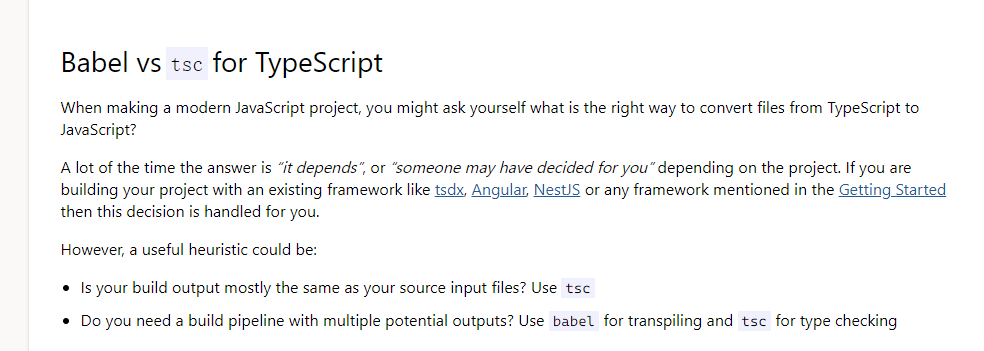 Babel vs tsc for TypeScript
When making a modern JavaScript project, you might ask yourself what is the right way to convert files from TypeScript to
JavaScript?
A lot of the time the answer is “it depends”, or “someone may have decided for you” depending on the project. If you are
building your project with an existing framework like tsdx, Angular, NestJS or any framework mentioned in the Getting Started
then this decision is handled for you.
However, a useful heuristic could be:
• Is your build output mostly the same as your source input files? Use tsc
• Do you need a build pipeline with multiple potential outputs? Use babel for transpiling and tsc for type checking